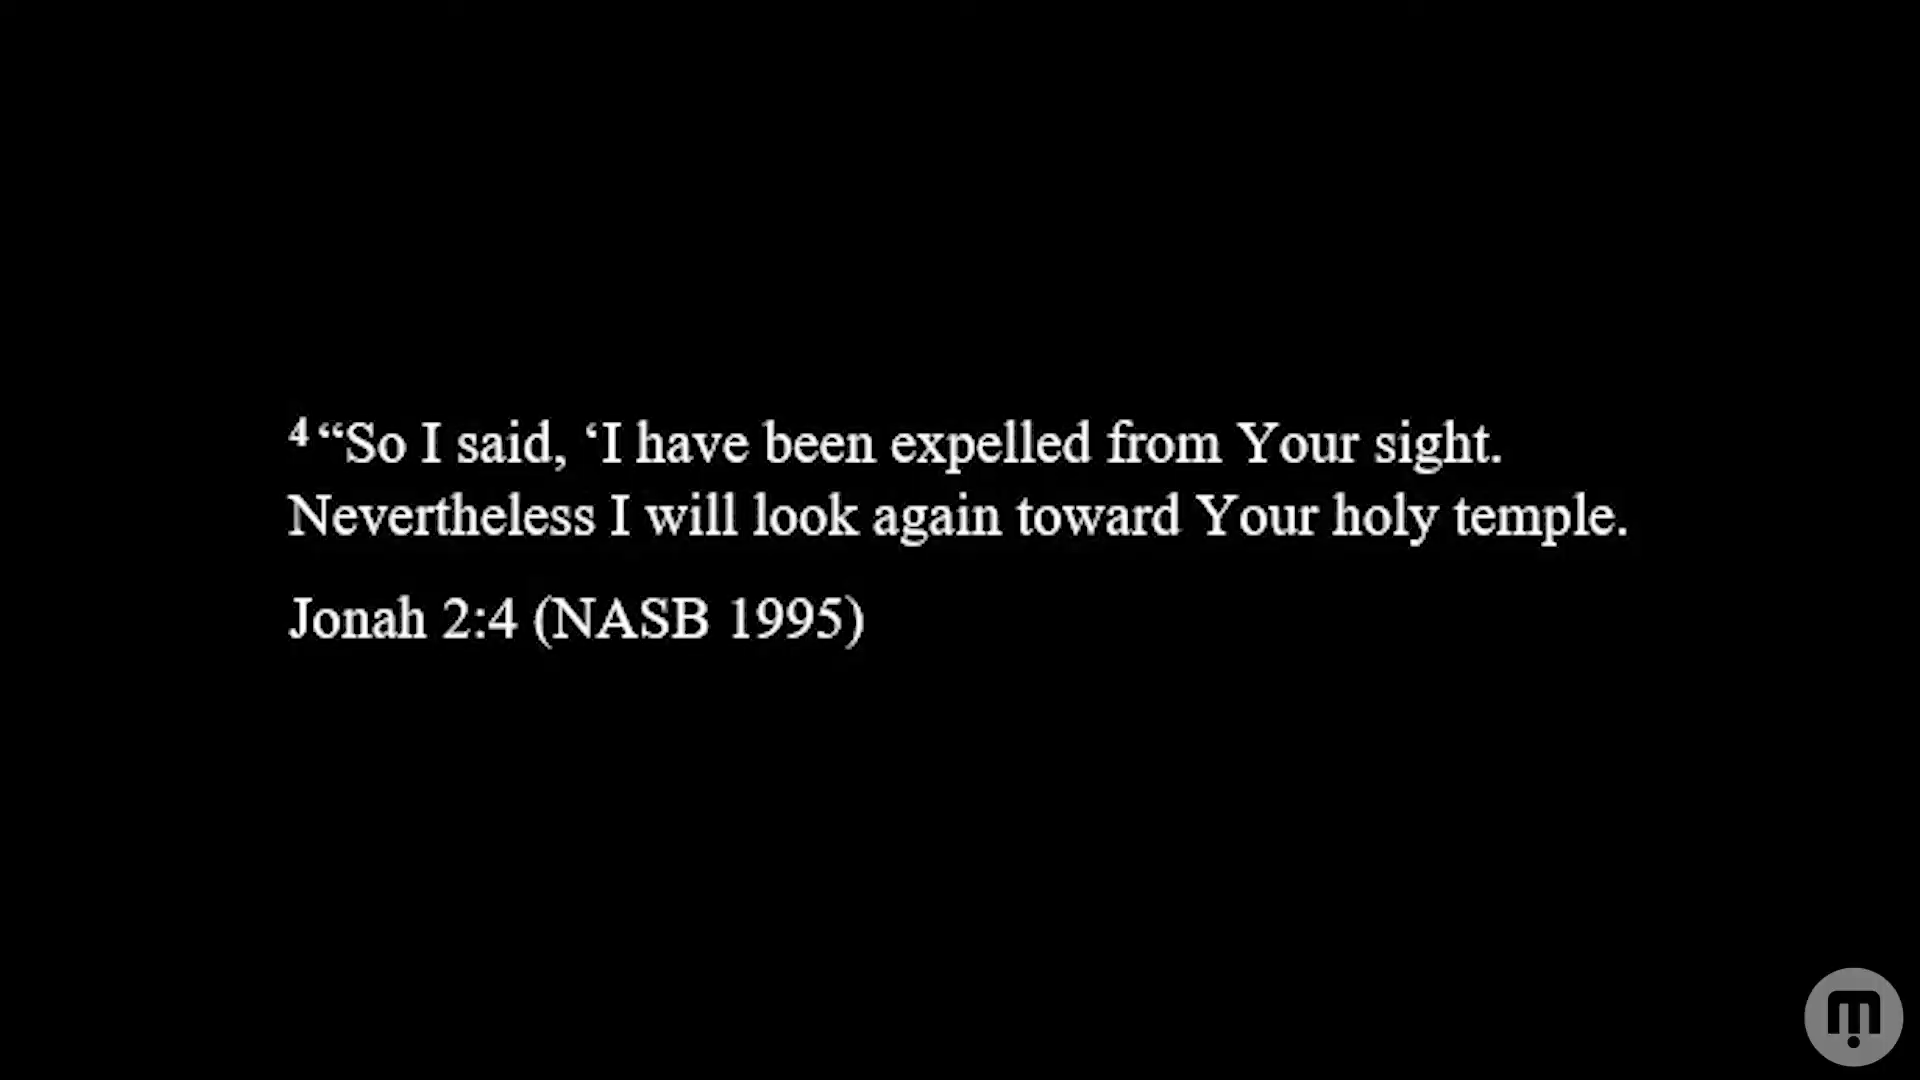 4 “So I said, ‘I have been expelled from Your sight.
Nevertheless I will look again toward Your holy temple.
Jonah 2:4 (NASB 1995)
m